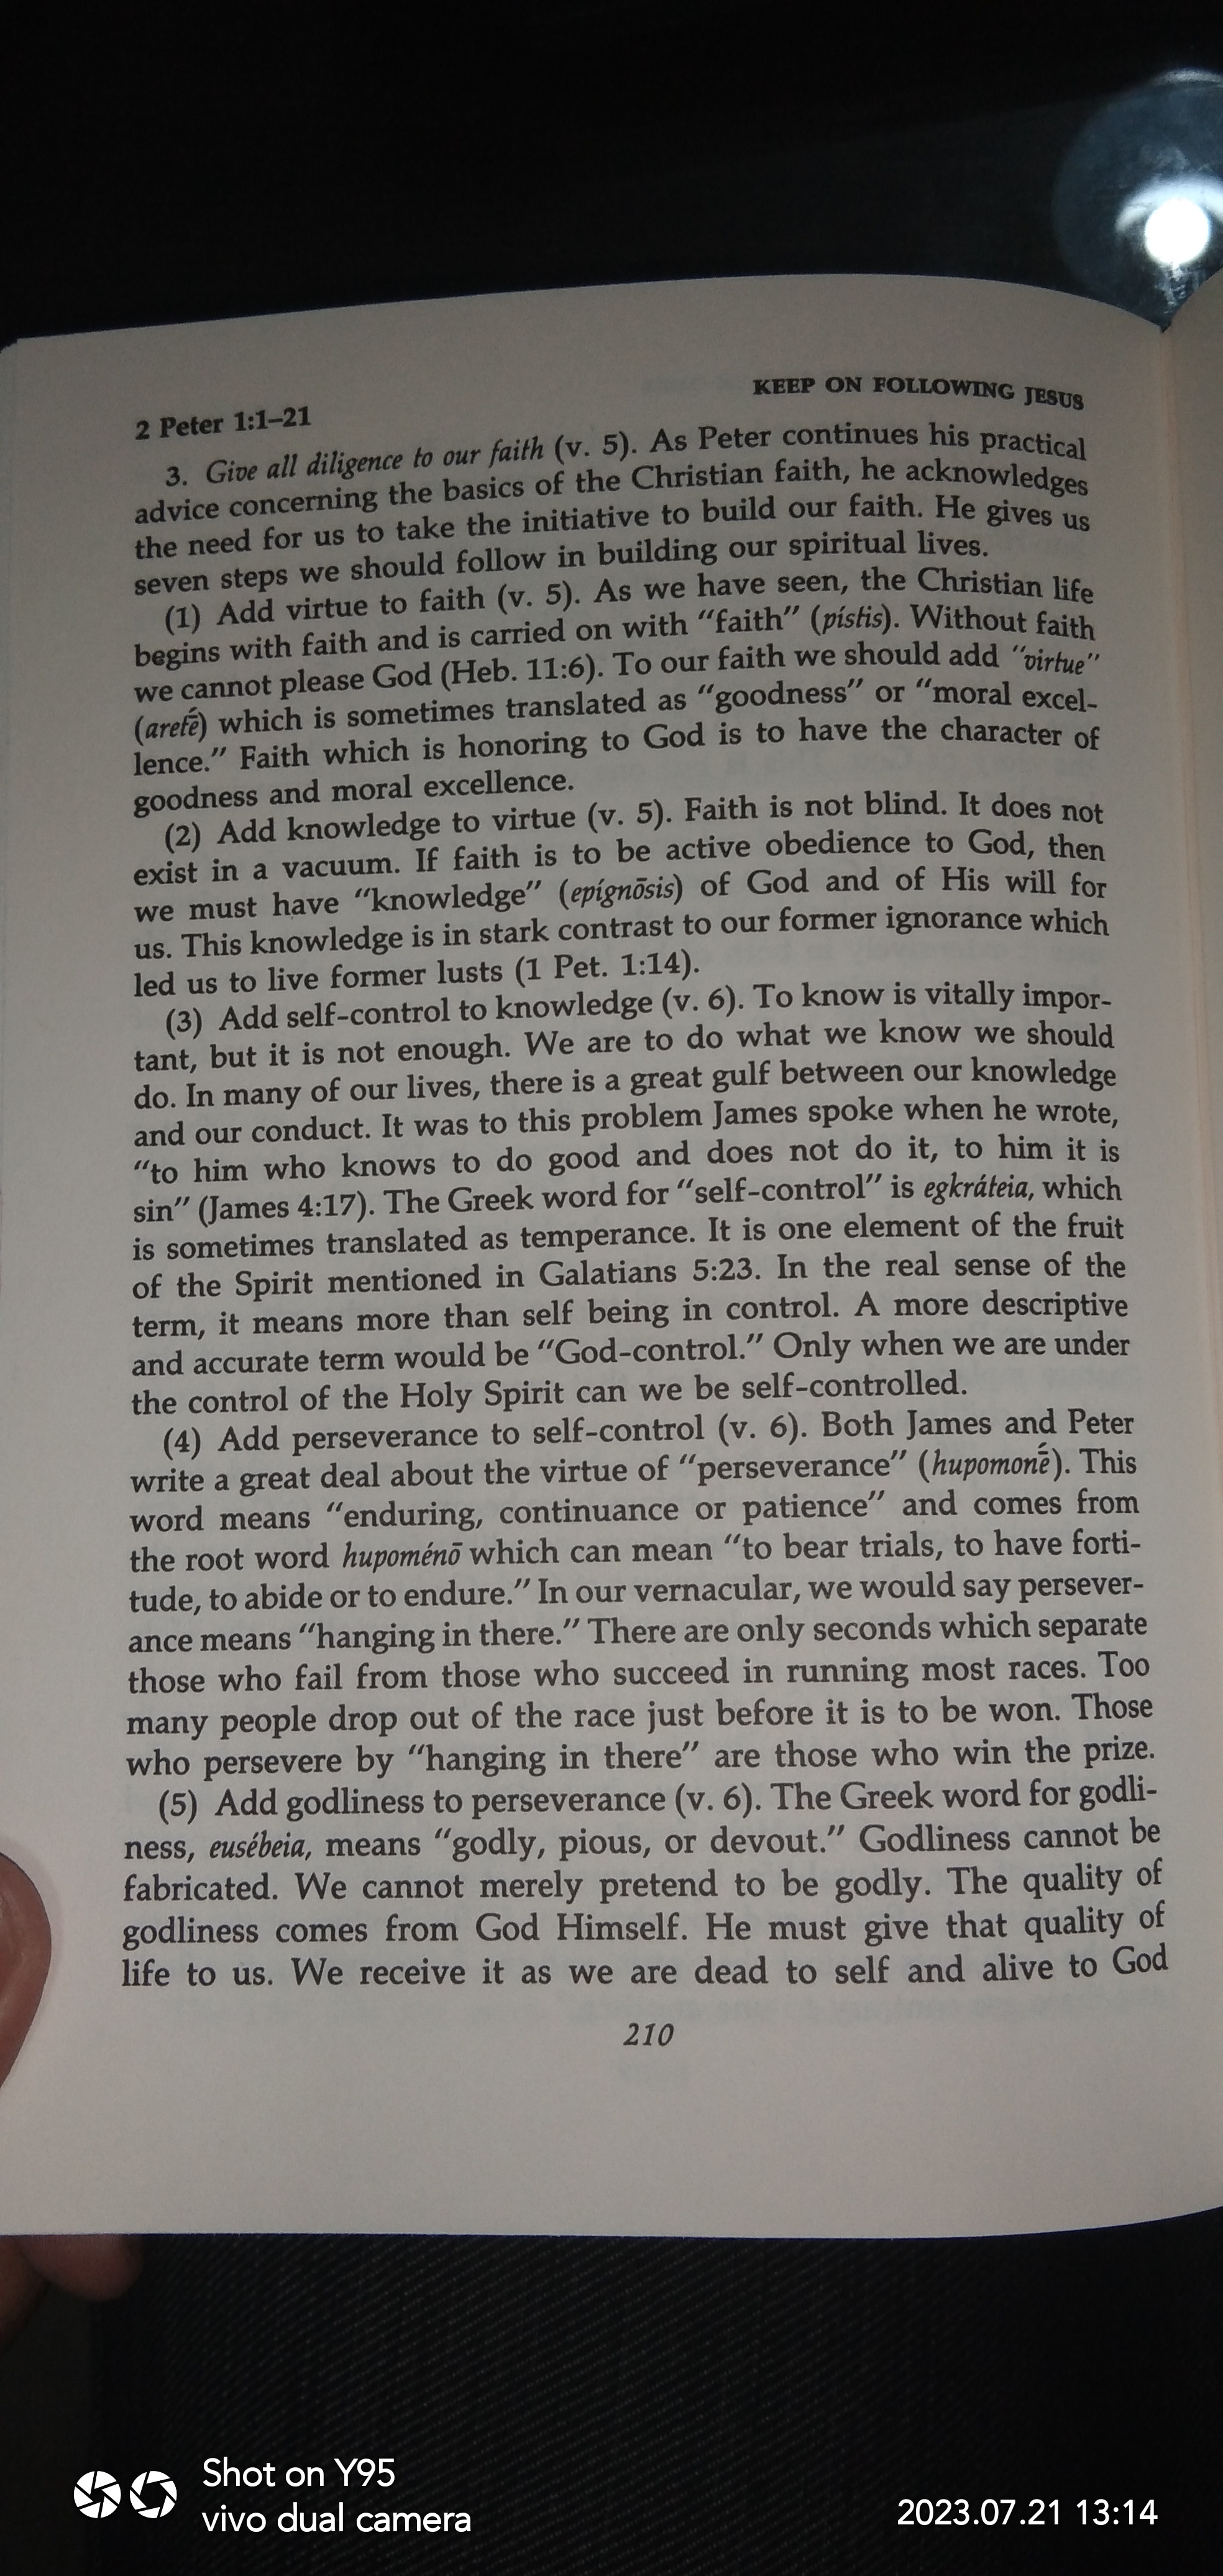 2 Peter 1:1–21
KEEP ON FOLLOWING JESUS
3. Give all diligence to our faith (v. 5). As Peter continues his practical
advice concerning the basics of the Christian faith, he acknowledges
the need for us to take the initiative to build our faith. He gives us
seven steps we should follow in building our spiritual lives.
(1) Add virtue to faith (v. 5). As we have seen, the Christian life
begins with faith and is carried on with “faith” (pístis). Without faith
we cannot please God (Heb. 11:6). To our faith we should add “virtue”
(aretḗ) which is sometimes translated as “goodness” or “moral excel-
lence.” Faith which is honoring to God is to have the character of
goodness and moral excellence.
(2) Add knowledge to virtue (v. 5). Faith is not blind. It does not
exist in a vacuum. If faith is to be active obedience to God, then
we must have “knowledge” (epígnōsis) of God and of His will for
us. This knowledge is in stark contrast to our former ignorance which
led us to live former lusts (1 Pet. 1:14).
(3) Add self-control to knowledge (v. 6). To know is vitally impor-
tant, but it is not enough. We are to do what we know we should
do. In many of our lives, there is a great gulf between our knowledge
and our conduct. It was to this problem James spoke when he wrote,
“to him who knows to do good and does not do it, to him it is
sin” (James 4:17). The Greek word for “self-control” is egkráteia, which
is sometimes translated as temperance. It is one element of the fruit
of the Spirit mentioned in Galatians 5:23. In the real sense of the
term, it means more than self being in control. A more descriptive
and accurate term would be “God-control.” Only when we are under
the control of the Holy Spirit can we be self-controlled.
(4) Add perseverance to self-control (v. 6). Both James and Peter
write a great deal about the virtue of “perseverance” (hupomonḗ). This
word means “enduring, continuance or patience” and comes from
the root word hupoménō which can mean “to bear trials, to have forti-
tude, to abide or to endure.” In our vernacular, we would say persever-
ance means “hanging in there.” There are only seconds which separate
those who fail from those who succeed in running most races. Too
many people drop out of the race just before it is to be won. Those
who persevere by “hanging in there” are those who win the prize.
(5) Add godliness to perseverance (v. 6). The Greek word for godli-
ness, eusébeia, means “godly, pious, or devout.” Godliness cannot be
fabricated. We cannot merely pretend to be godly. The quality of
godliness comes from God Himself. He must give that quality of
life to us. We receive it as we are dead to self and alive to God
210
Shot on Y95
vivo dual camera
2023.07.21 13:14